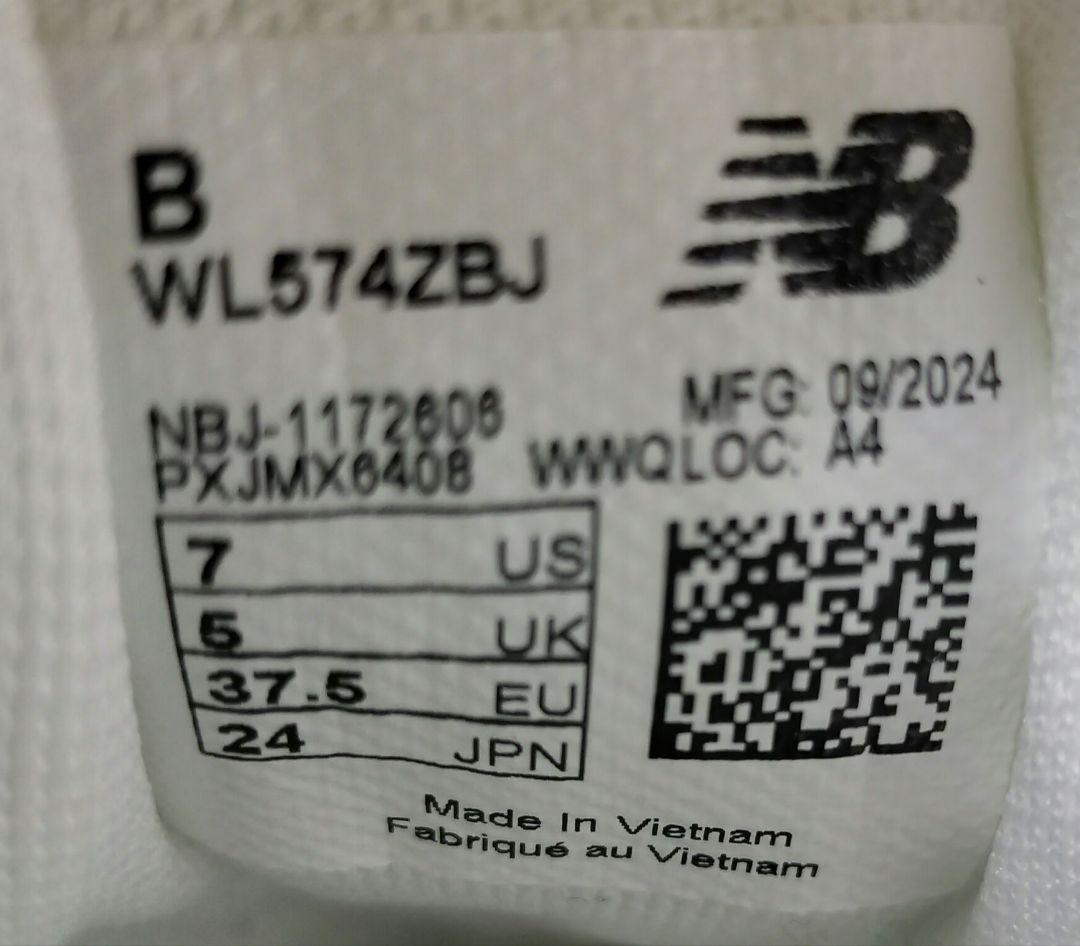 B
NB
WL574ZBJ
NBJ-1172606
MFG: 09/2024
PXJMX6408 WWQLOC: A4
7 US
5 UK
37.5 EU
24 JPN
Made In Vietnam
Fabriqué au Vietnam